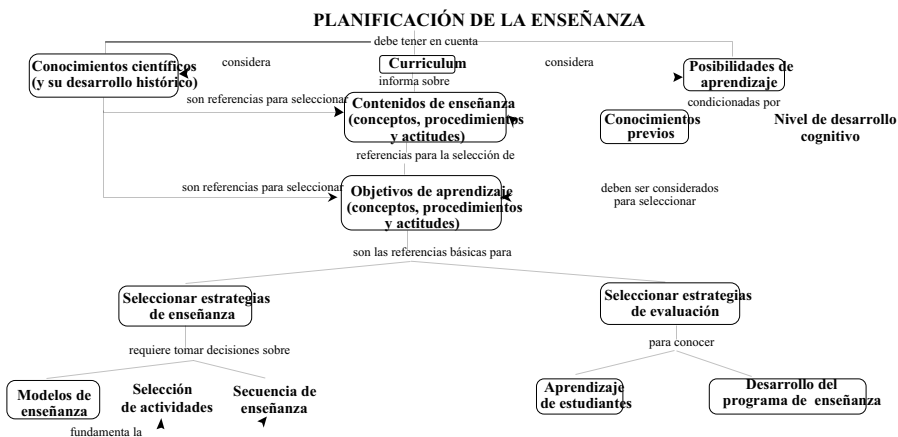 PLANIFICACIÓN DE LA ENSEÑANZA
debe tener en cuenta
Conocimientos científicos
(y su desarrollo histórico)
considera
Curriculum
considera
Posibilidades de
aprendizaje
informa sobre
condicionadas por
son referencias para seleccionar
Contenidos de enseñanza
(conceptos, procedimientos
y actitudes)
Conocimientos
previos
Nivel de desarrollo
cognitivo
referencias para la selección de
son referencias para seleccionar
Objetivos de aprendizaje
(conceptos, procedimientos
y actitudes)
deben ser considerados
para seleccionar
son las referencias básicas para
Seleccionar estrategias
de enseñanza
Seleccionar estrategias
de evaluación
requiere tomar decisiones sobre
para conocer
Modelos de
enseñanza
Selección
de actividades
Secuencia de
enseñanza
Aprendizaje
de estudiantes
Desarrollo del
programa de enseñanza
fundamenta la